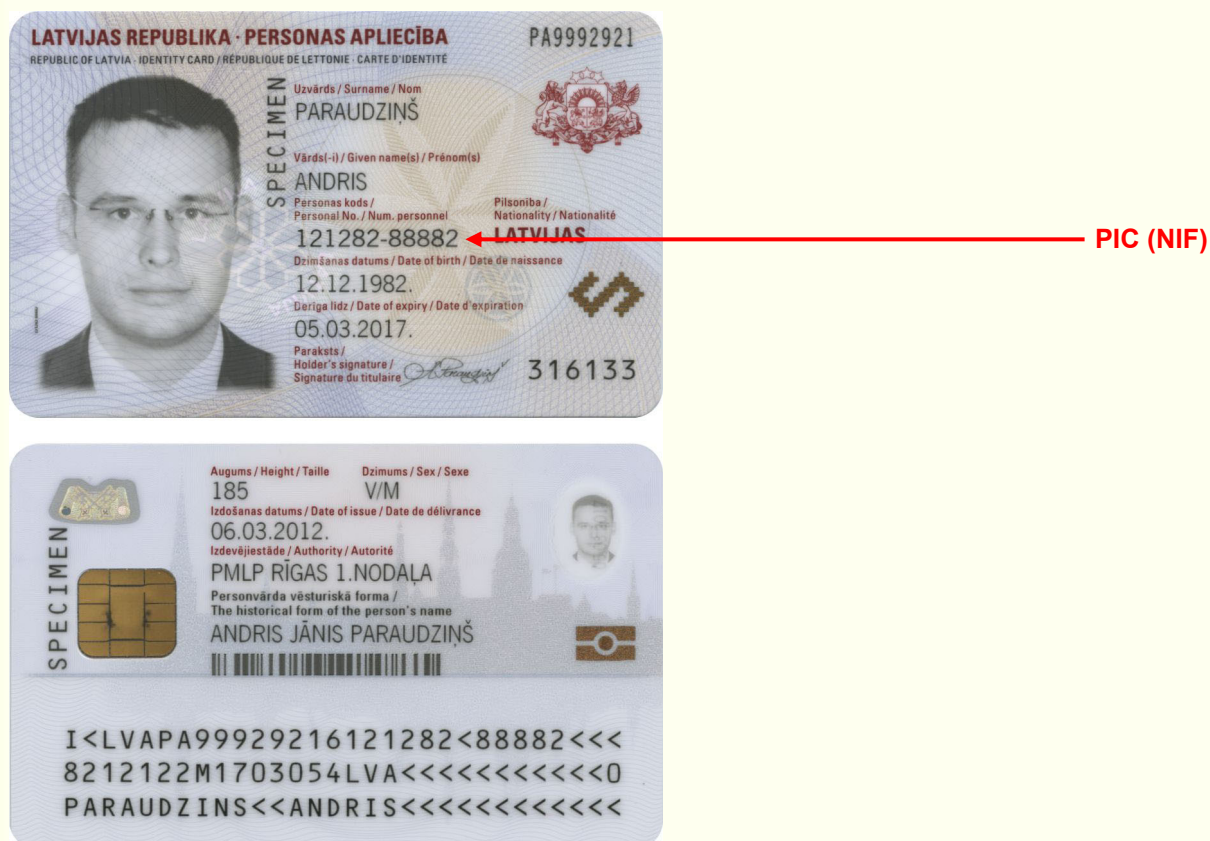 LATVIJAS REPUBLIKA · PERSONAS APLIECĪBA PA9992921
REPUBLIC OF LATVIA · IDENTITY CARD / RÉPUBLIQUE DE LETTONIE · CARTE D'IDENTITÉ
SPECIMEN
Uzvārds / Surname / Nom
PARAUDZIŅŠ
Vārds(-i) / Given name(s) / Prénom(s)
ANDRIS
Personas kods / Pilsonība /
Personal No. / Num. personnel Nationality / Nationalité
121282-88882 LATVIJAS PIC (NIF)
Dzimšanas datums / Date of birth / Date de naissance
12.12.1982.
Derīga līdz / Date of expiry / Date d'expiration
05.03.2017.
Paraksts /
Holder's signature /
Signature du titulaire 316133
Augums / Height / Taille Dzimums / Sex / Sexe
185 V/M
Izdošanas datums / Date of issue / Date de délivrance
06.03.2012.
Izdevējiestāde / Authority / Autorité
PMLP RĪGAS 1.NODAĻA
Personvārda vēsturiskā forma /
The historical form of the person's name
ANDRIS JĀNIS PARAUDZIŅŠ
SPECIMEN
I<LVAPA99929216121282<88882<<<
8212122M1703054LVA<<<<<<<<<<<0
PARAUDZINS<<ANDRIS<<<<<<<<<<<<